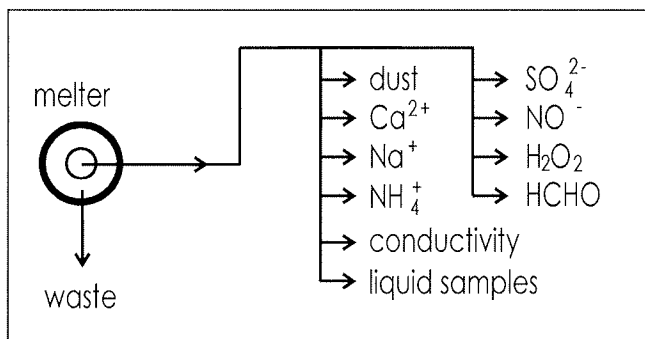 melter
waste
dust
Ca²⁺
Na⁺
NH₄⁺
conductivity
liquid samples
SO₄²⁻
NO⁻
H₂O₂
HCHO